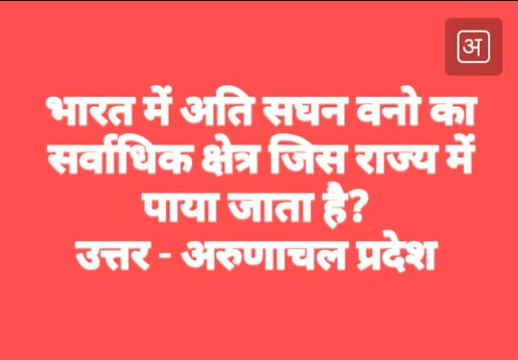 अ
भारत में अति सघन वनो का
सर्वाधिक क्षेत्र जिस राज्य में
पाया जाता है?
उत्तर - अरुणाचल प्रदेश